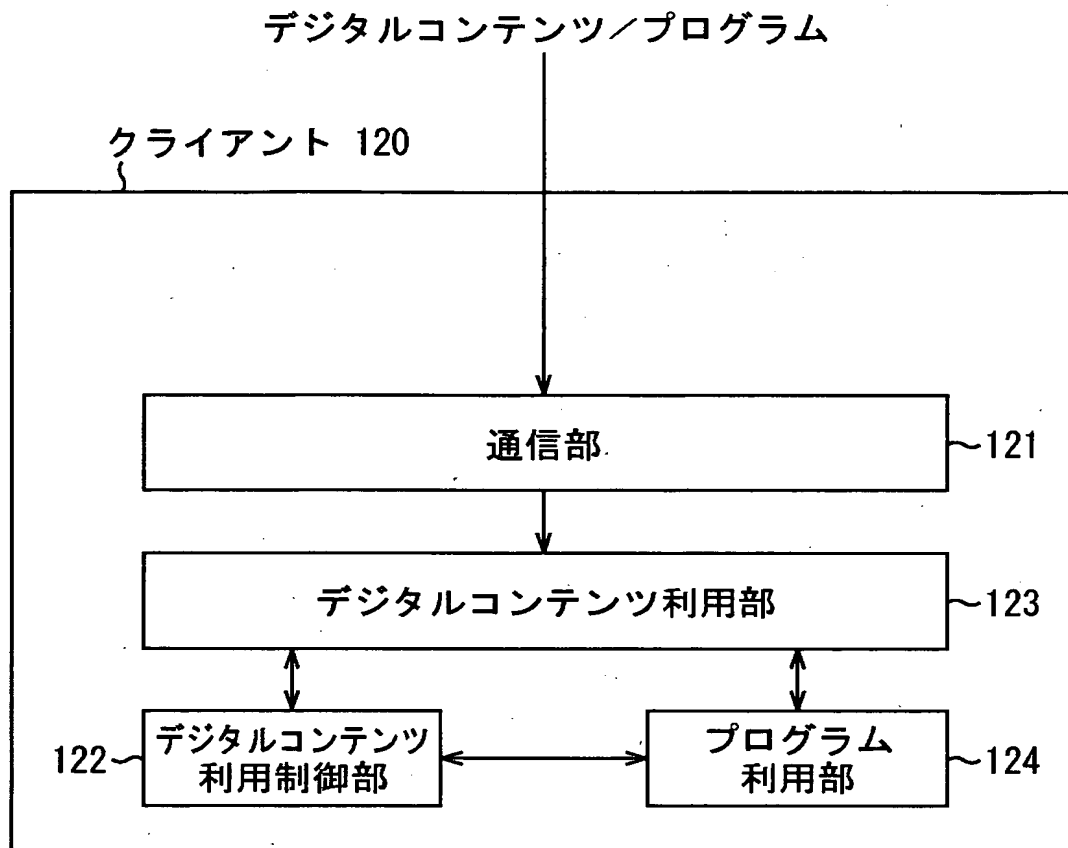 デジタルコンテンツ／プログラム
クライアント 120
通信部
121
デジタルコンテンツ利用部
123
122
デジタルコンテンツ
利用制御部
プログラム
利用部
124